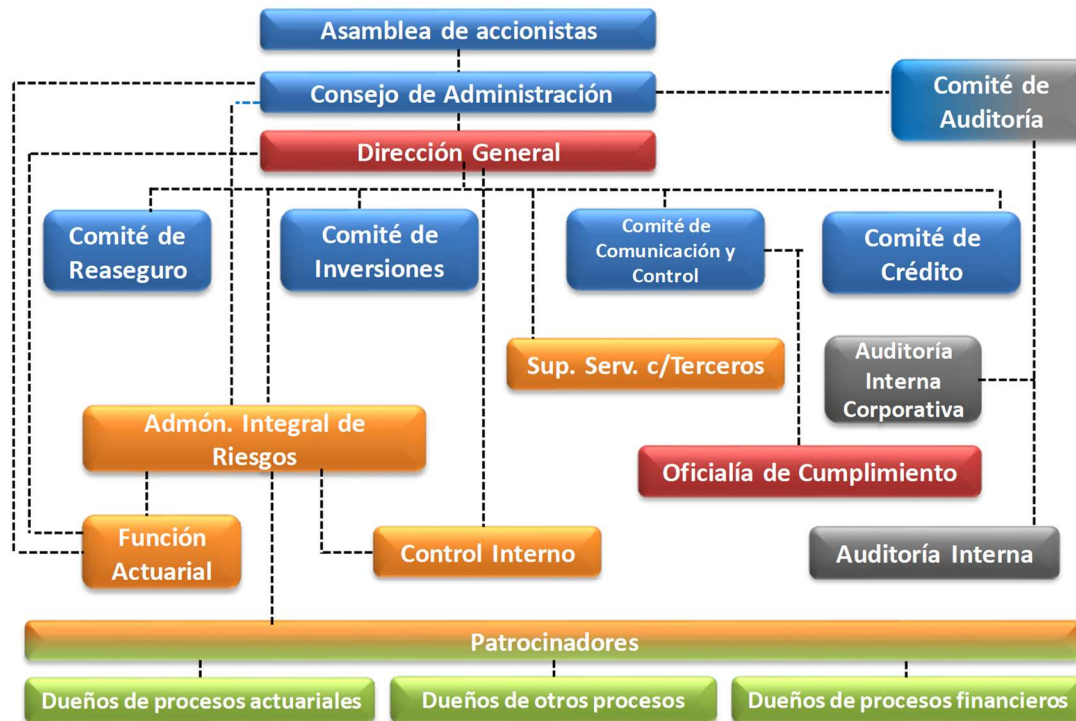 Asamblea de accionistas
Consejo de Administración
Comité de
Auditoría
Dirección General
Comité de
Reaseguro
Comité de
Inversiones
Comité de
Comunicación y
Control
Comité de
Crédito
Sup. Serv. c/Terceros
Auditoría
Interna
Corporativa
Admón. Integral de
Riesgos
Oficialía de Cumplimiento
Función
Actuarial
Control Interno
Auditoría Interna
Patrocinadores
Dueños de procesos actuariales
Dueños de otros procesos
Dueños de procesos financieros